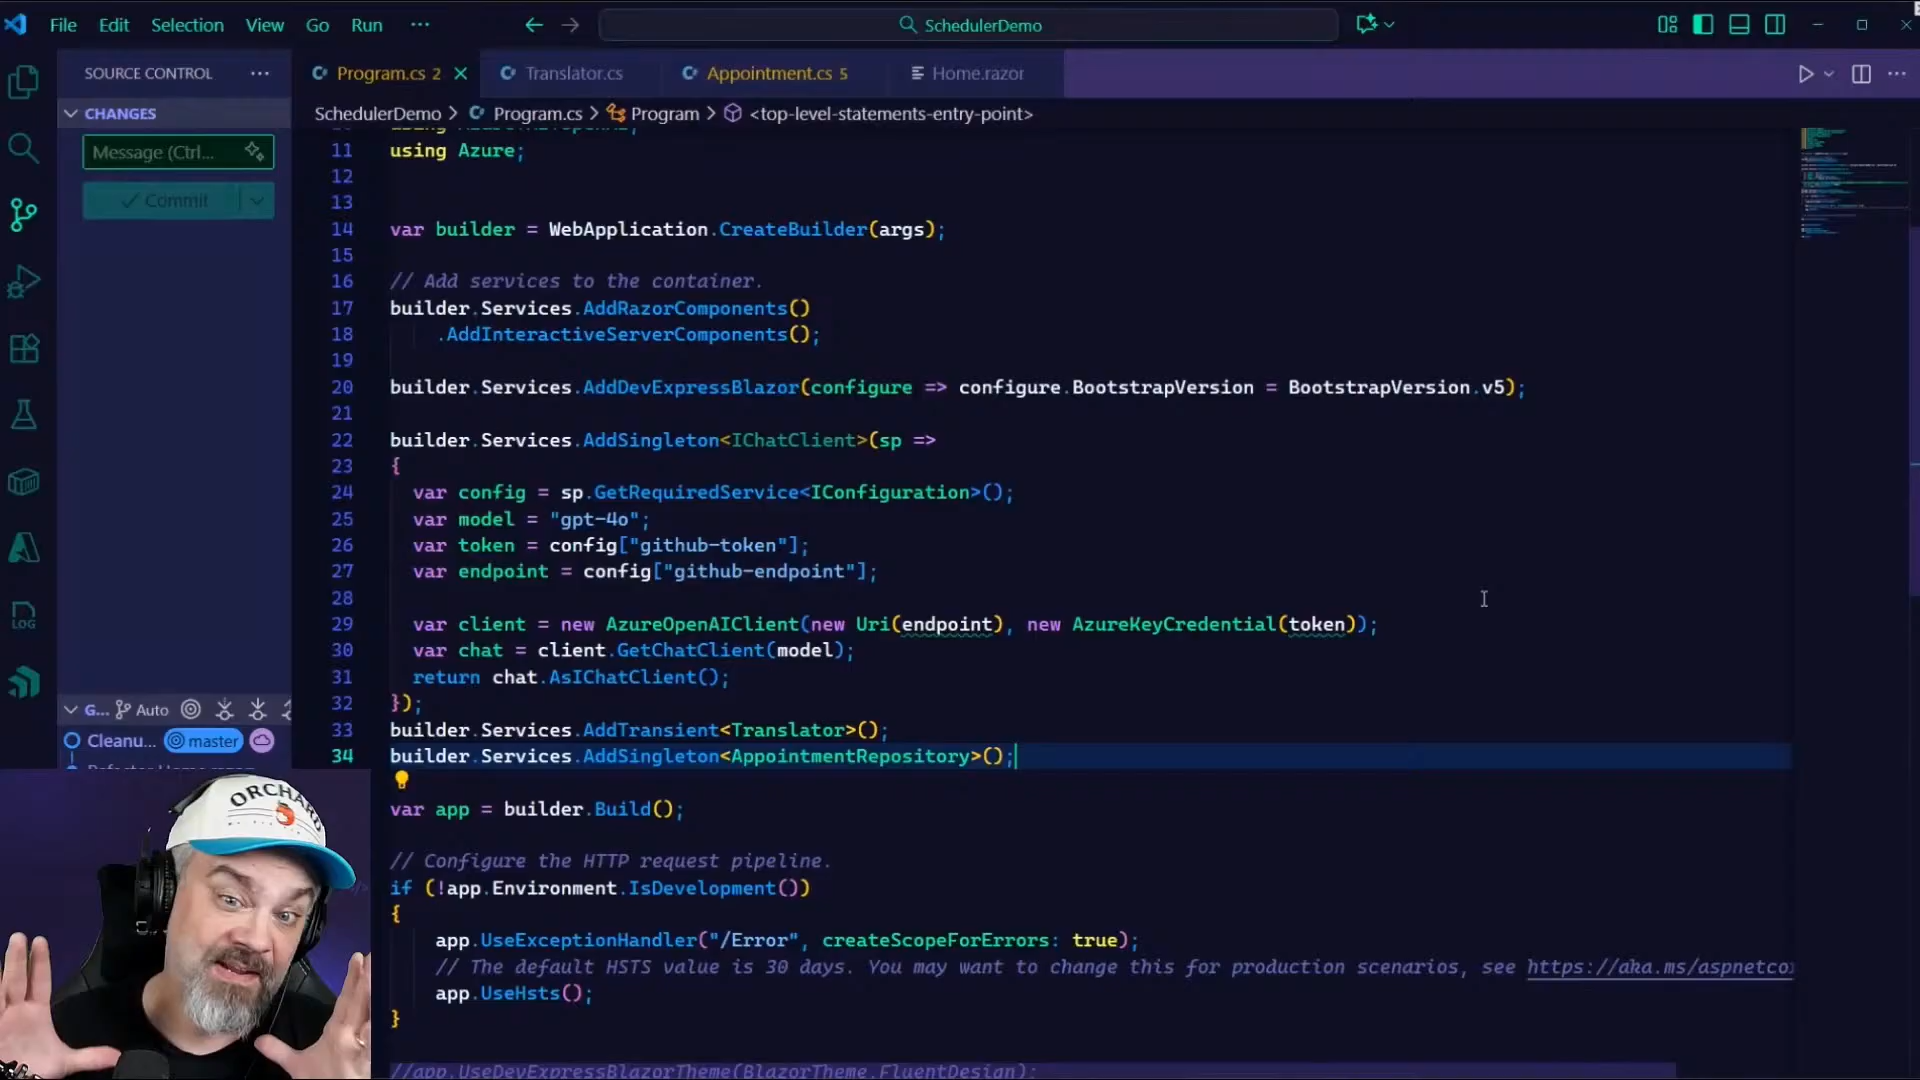 File Edit Selection View Go Run ···
SchedulerDemo
SOURCE CONTROL ···
Program.cs 2
Translator.cs
Appointment.cs 5
Home.razor
CHANGES
SchedulerDemo > Program.cs > Program > <top-level-statements-entry-point>
Message (Ctrl...
Commit
11 using Azure;
12
13
14 var builder = WebApplication.CreateBuilder(args);
15
16 // Add services to the container.
17 builder.Services.AddRazorComponents()
18 .AddInteractiveServerComponents();
19
20 builder.Services.AddDevExpressBlazor(configure => configure.BootstrapVersion = BootstrapVersion.v5);
21
22 builder.Services.AddSingleton<IChatClient>(sp =>
23 {
24 var config = sp.GetRequiredService<IConfiguration>();
25 var model = "gpt-4o";
26 var token = config["github-token"];
27 var endpoint = config["github-endpoint"];
28
29 var client = new AzureOpenAIClient(new Uri(endpoint), new AzureKeyCredential(token));
30 var chat = client.GetChatClient(model);
31 return chat.AsIChatClient();
32 });
33 builder.Services.AddTransient<Translator>();
34 builder.Services.AddSingleton<AppointmentRepository>();
LOG
G... Auto
Cleanu... master
var app = builder.Build();
// Configure the HTTP request pipeline.
if (!app.Environment.IsDevelopment())
{
app.UseExceptionHandler("/Error", createScopeForErrors: true);
// The default HSTS value is 30 days. You may want to change this for production scenarios, see https://aka.ms/aspnetco
app.UseHsts();
}
//app.UseDevExpressBlazorTheme(BlazorTheme.FluentDesign);
ORCHARD